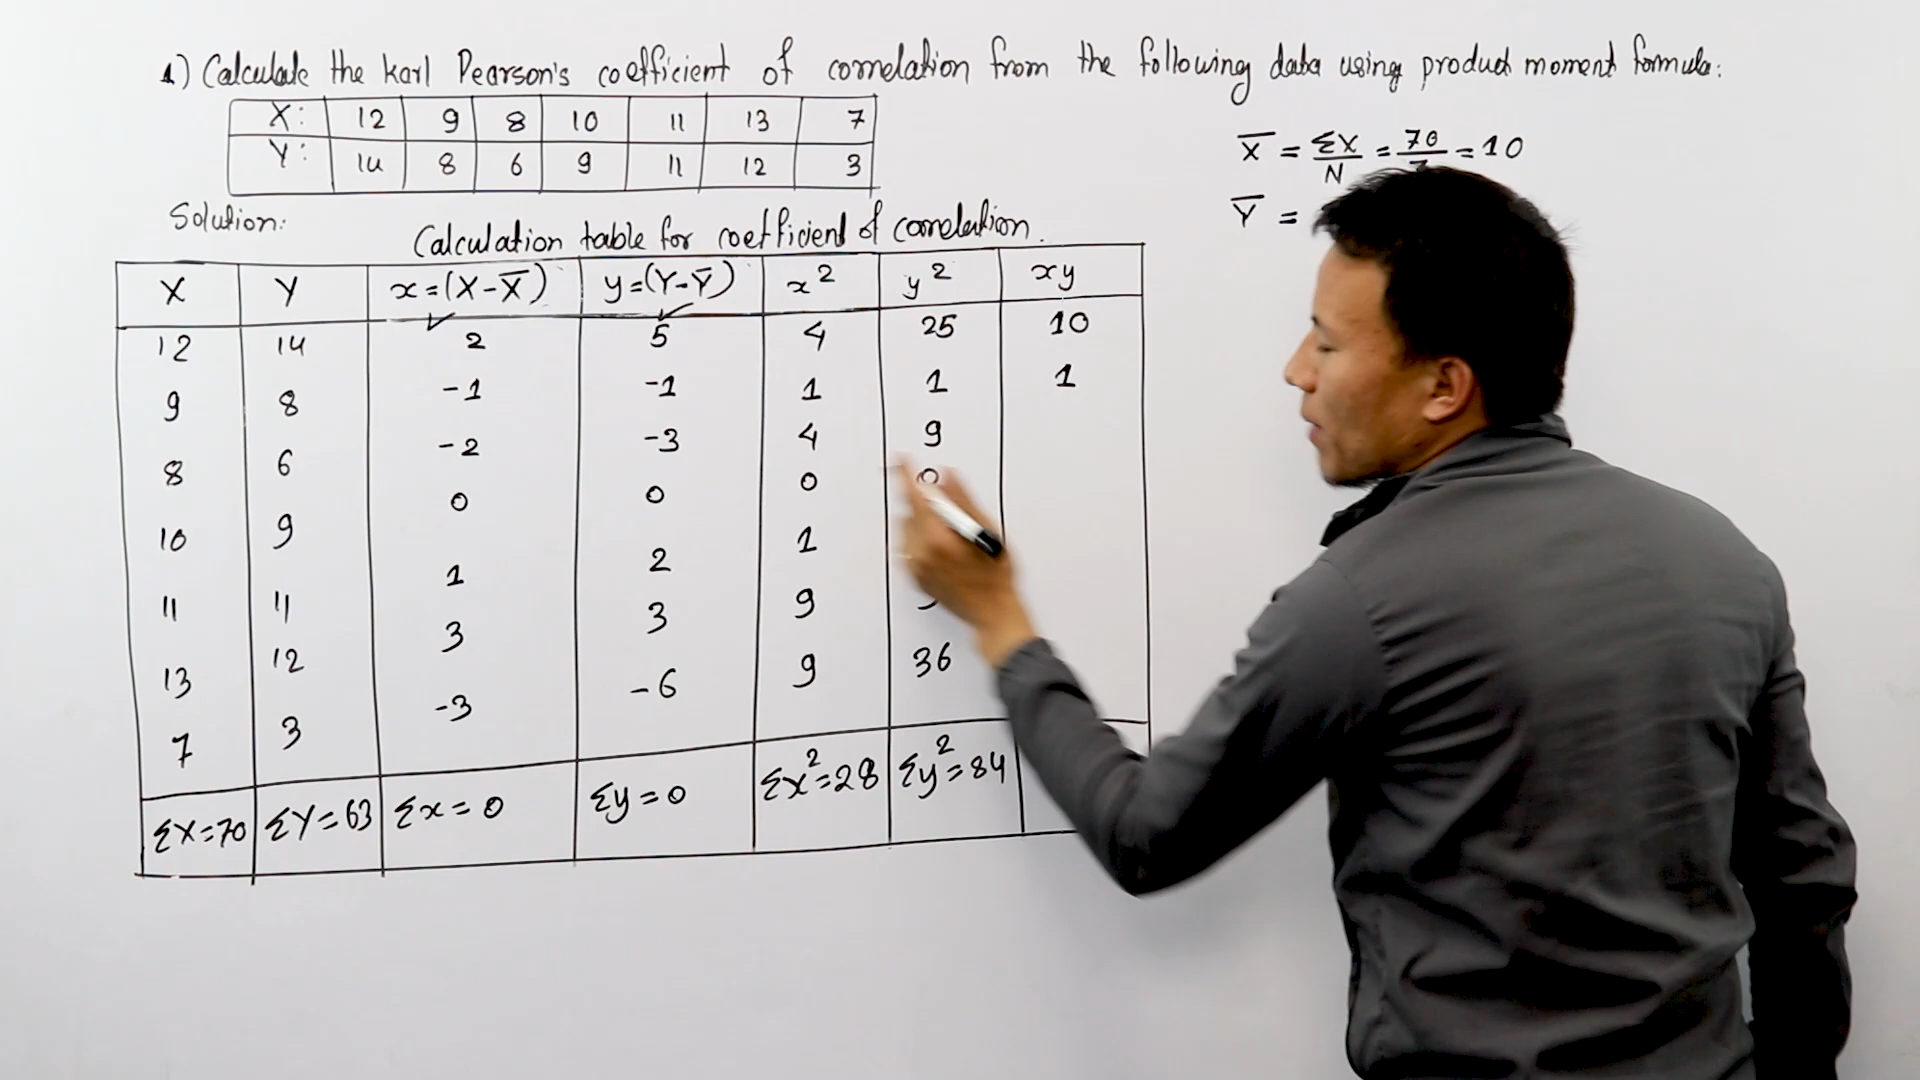 1) Calculate the Karl Pearson's coefficient of correlation from the following data using product moment formula:
X: 12 9 8 10 11 13 7
Y: 14 8 6 9 11 12 3
X̅ = ΣX/N = 70/7 = 10
Y̅ =
Solution:
Calculation table for coefficient of correlation.
X Y x=(X-X̅) y=(Y-Y̅) x² y² xy
12 14 2 5 4 25 10
9 8 -1 -1 1 1 1
8 6 -2 -3 4 9
10 9 0 0 0 0
11 11 1 2 1
13 12 3 3 9
7 3 -3 -6 9 36
ΣX=70 ΣY=63 Σx=0 Σy=0 Σx²=28 Σy²=84